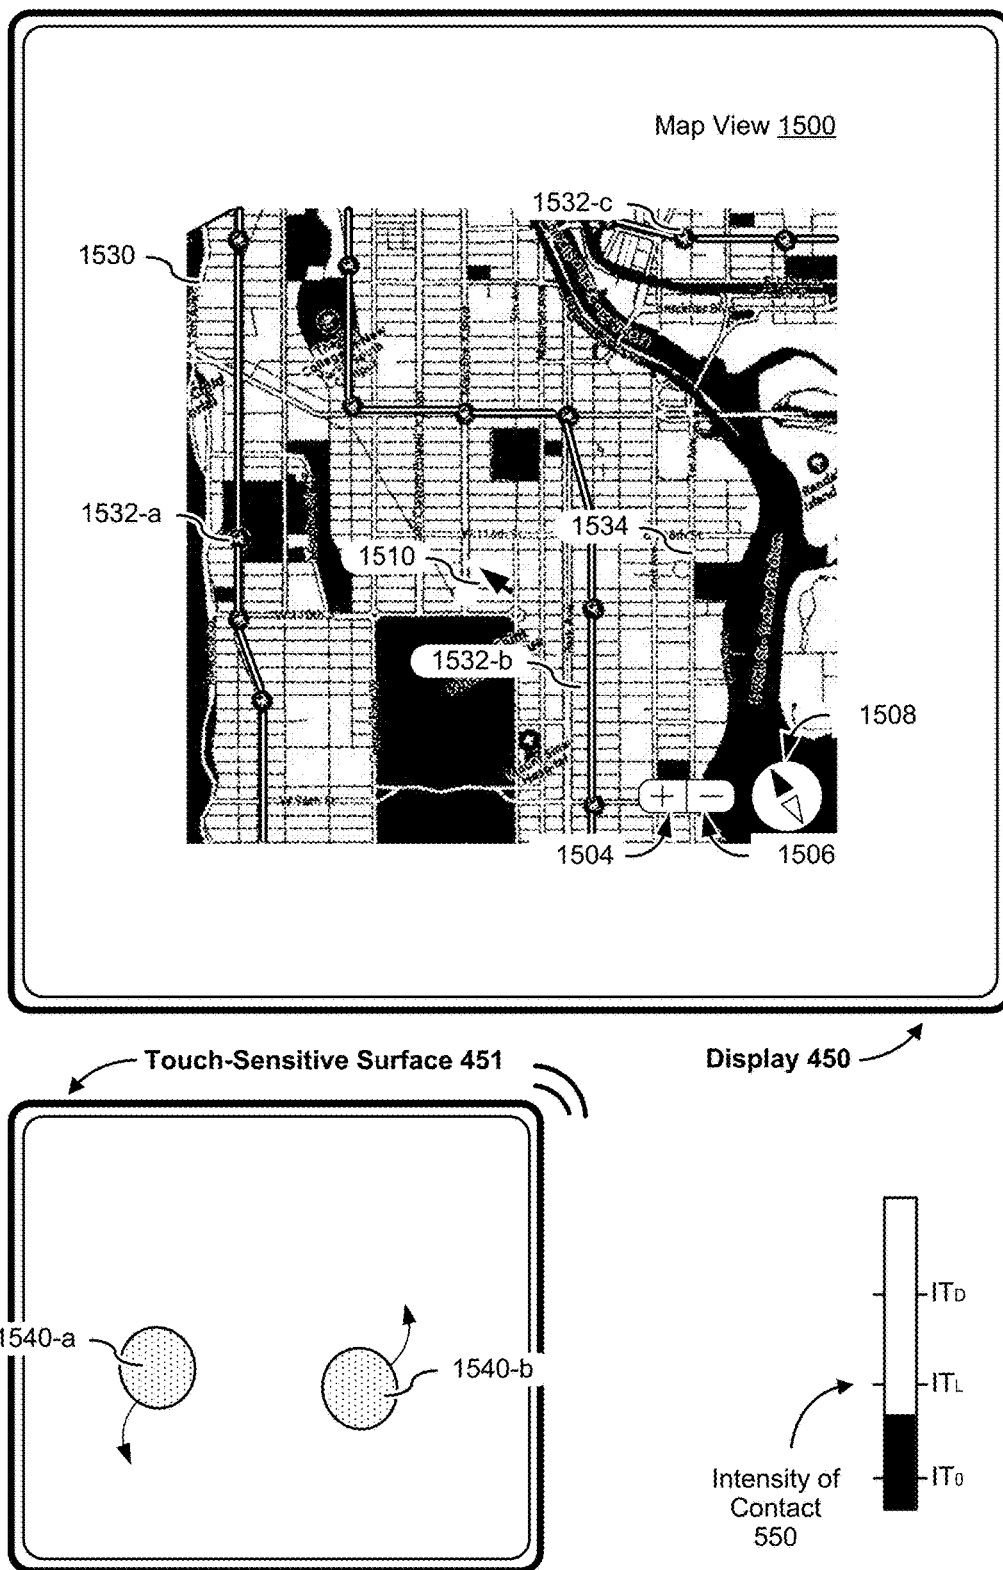 Map View 1500
1532-c
1530
1532-a
1534
1510
1532-b
1508
+
−
1504
1506
Touch-Sensitive Surface 451
Display 450
1540-a
1540-b
ITD
ITL
IT0
Intensity of
Contact
550